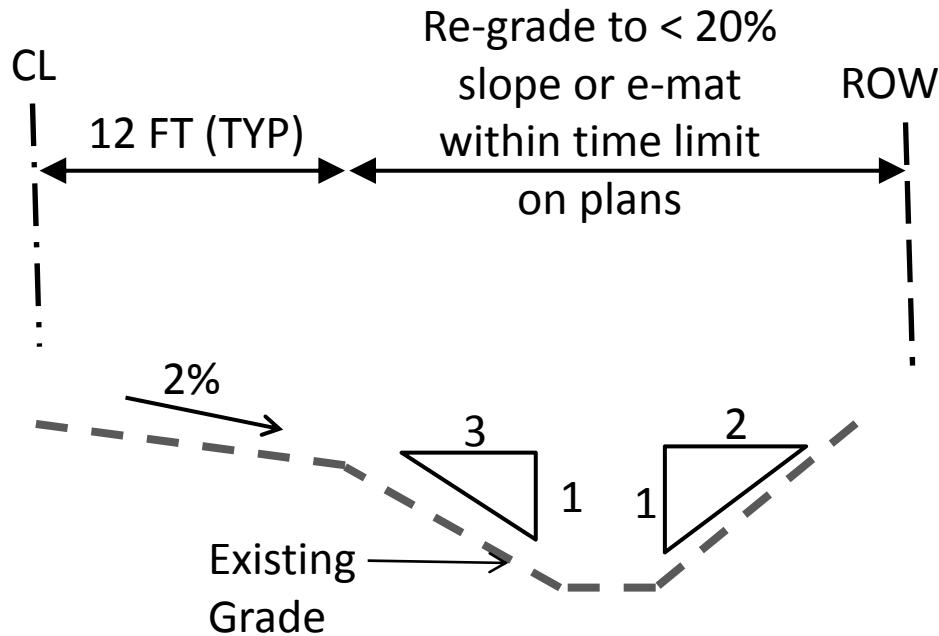 CL
12 FT (TYP)
Re-grade to < 20%
slope or e-mat
within time limit
on plans
ROW
2%
3
1
2
1
Existing
Grade